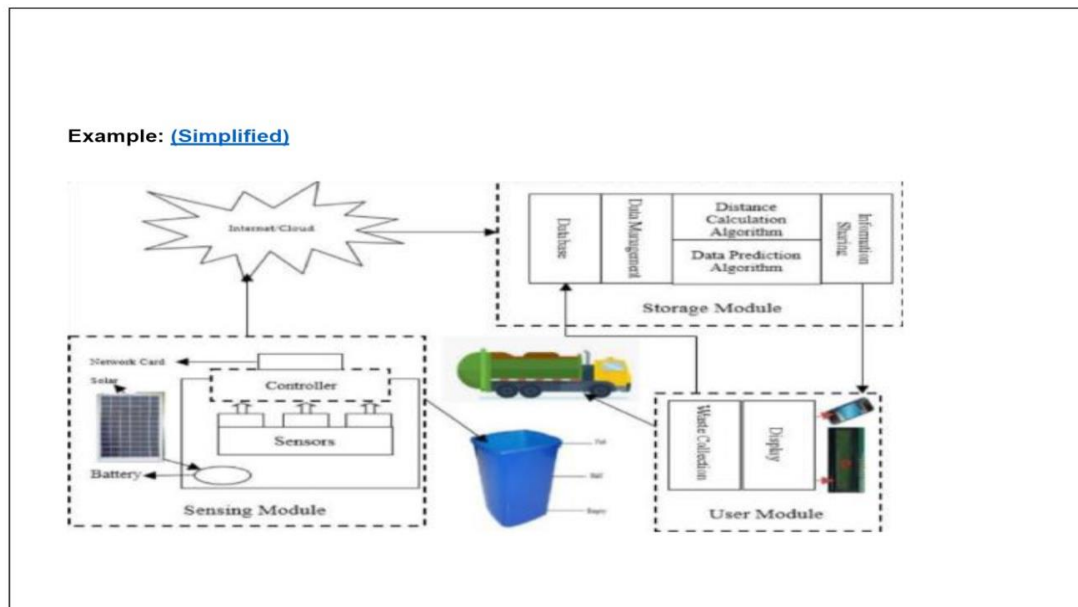 Example: (Simplified)
Internet/Cloud
Database
Data Management
Distance
Calculation
Algorithm
Data Prediction
Algorithm
Information
Sharing
Storage Module
Network Card
Solar
Controller
Sensors
Battery
Sensing Module
Full
Half
Empty
Waste Collection
Display
User Module